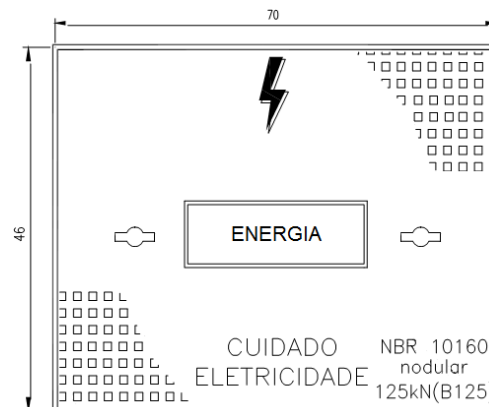 70
46
ENERGIA
CUIDADO
ELETRICIDADE
NBR 10160
nodular
125kN(B125)